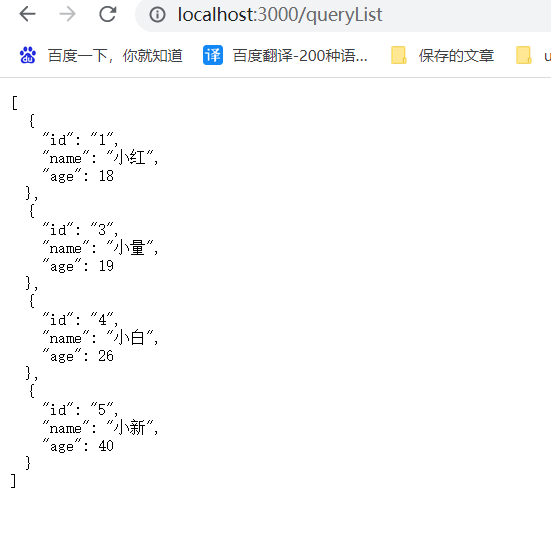 localhost:3000/queryList
百度一下，你就知道 译 百度翻译-200种语... 保存的文章 u
[
  {
    "id": "1",
    "name": "小红",
    "age": 18
  },
  {
    "id": "3",
    "name": "小量",
    "age": 19
  },
  {
    "id": "4",
    "name": "小白",
    "age": 26
  },
  {
    "id": "5",
    "name": "小新",
    "age": 40
  }
]